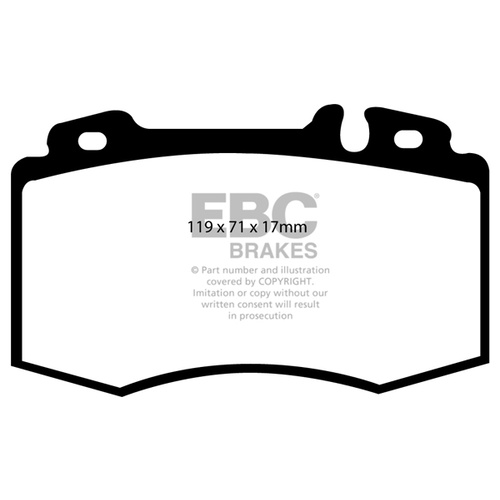 EBC
119 x 71 x 17mm
BRAKES
© Part number and illustration
covered by COPYRIGHT.
Imitation or copy without our
written consent will result
in prosecution